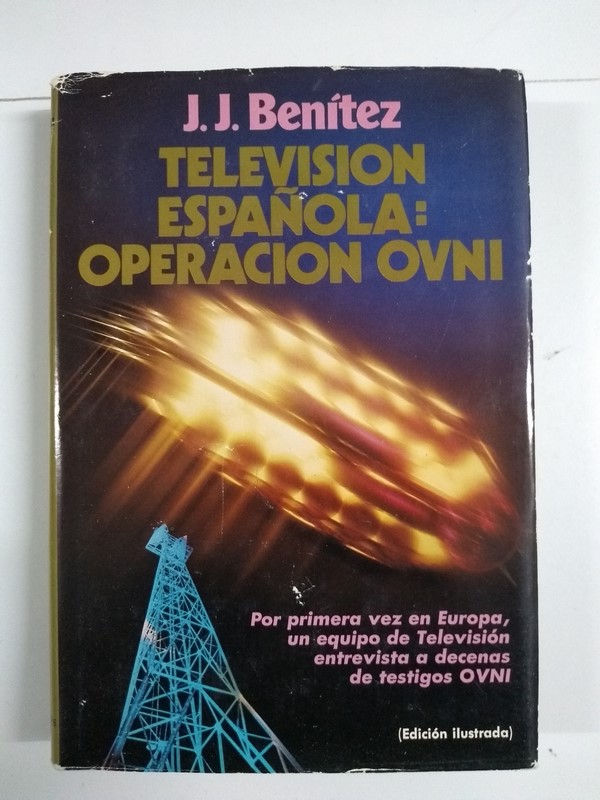 J. J. Benítez
TELEVISION
ESPAÑOLA:
OPERACION OVNI
Por primera vez en Europa,
un equipo de Televisión
entrevista a decenas
de testigos OVNI
(Edición ilustrada)